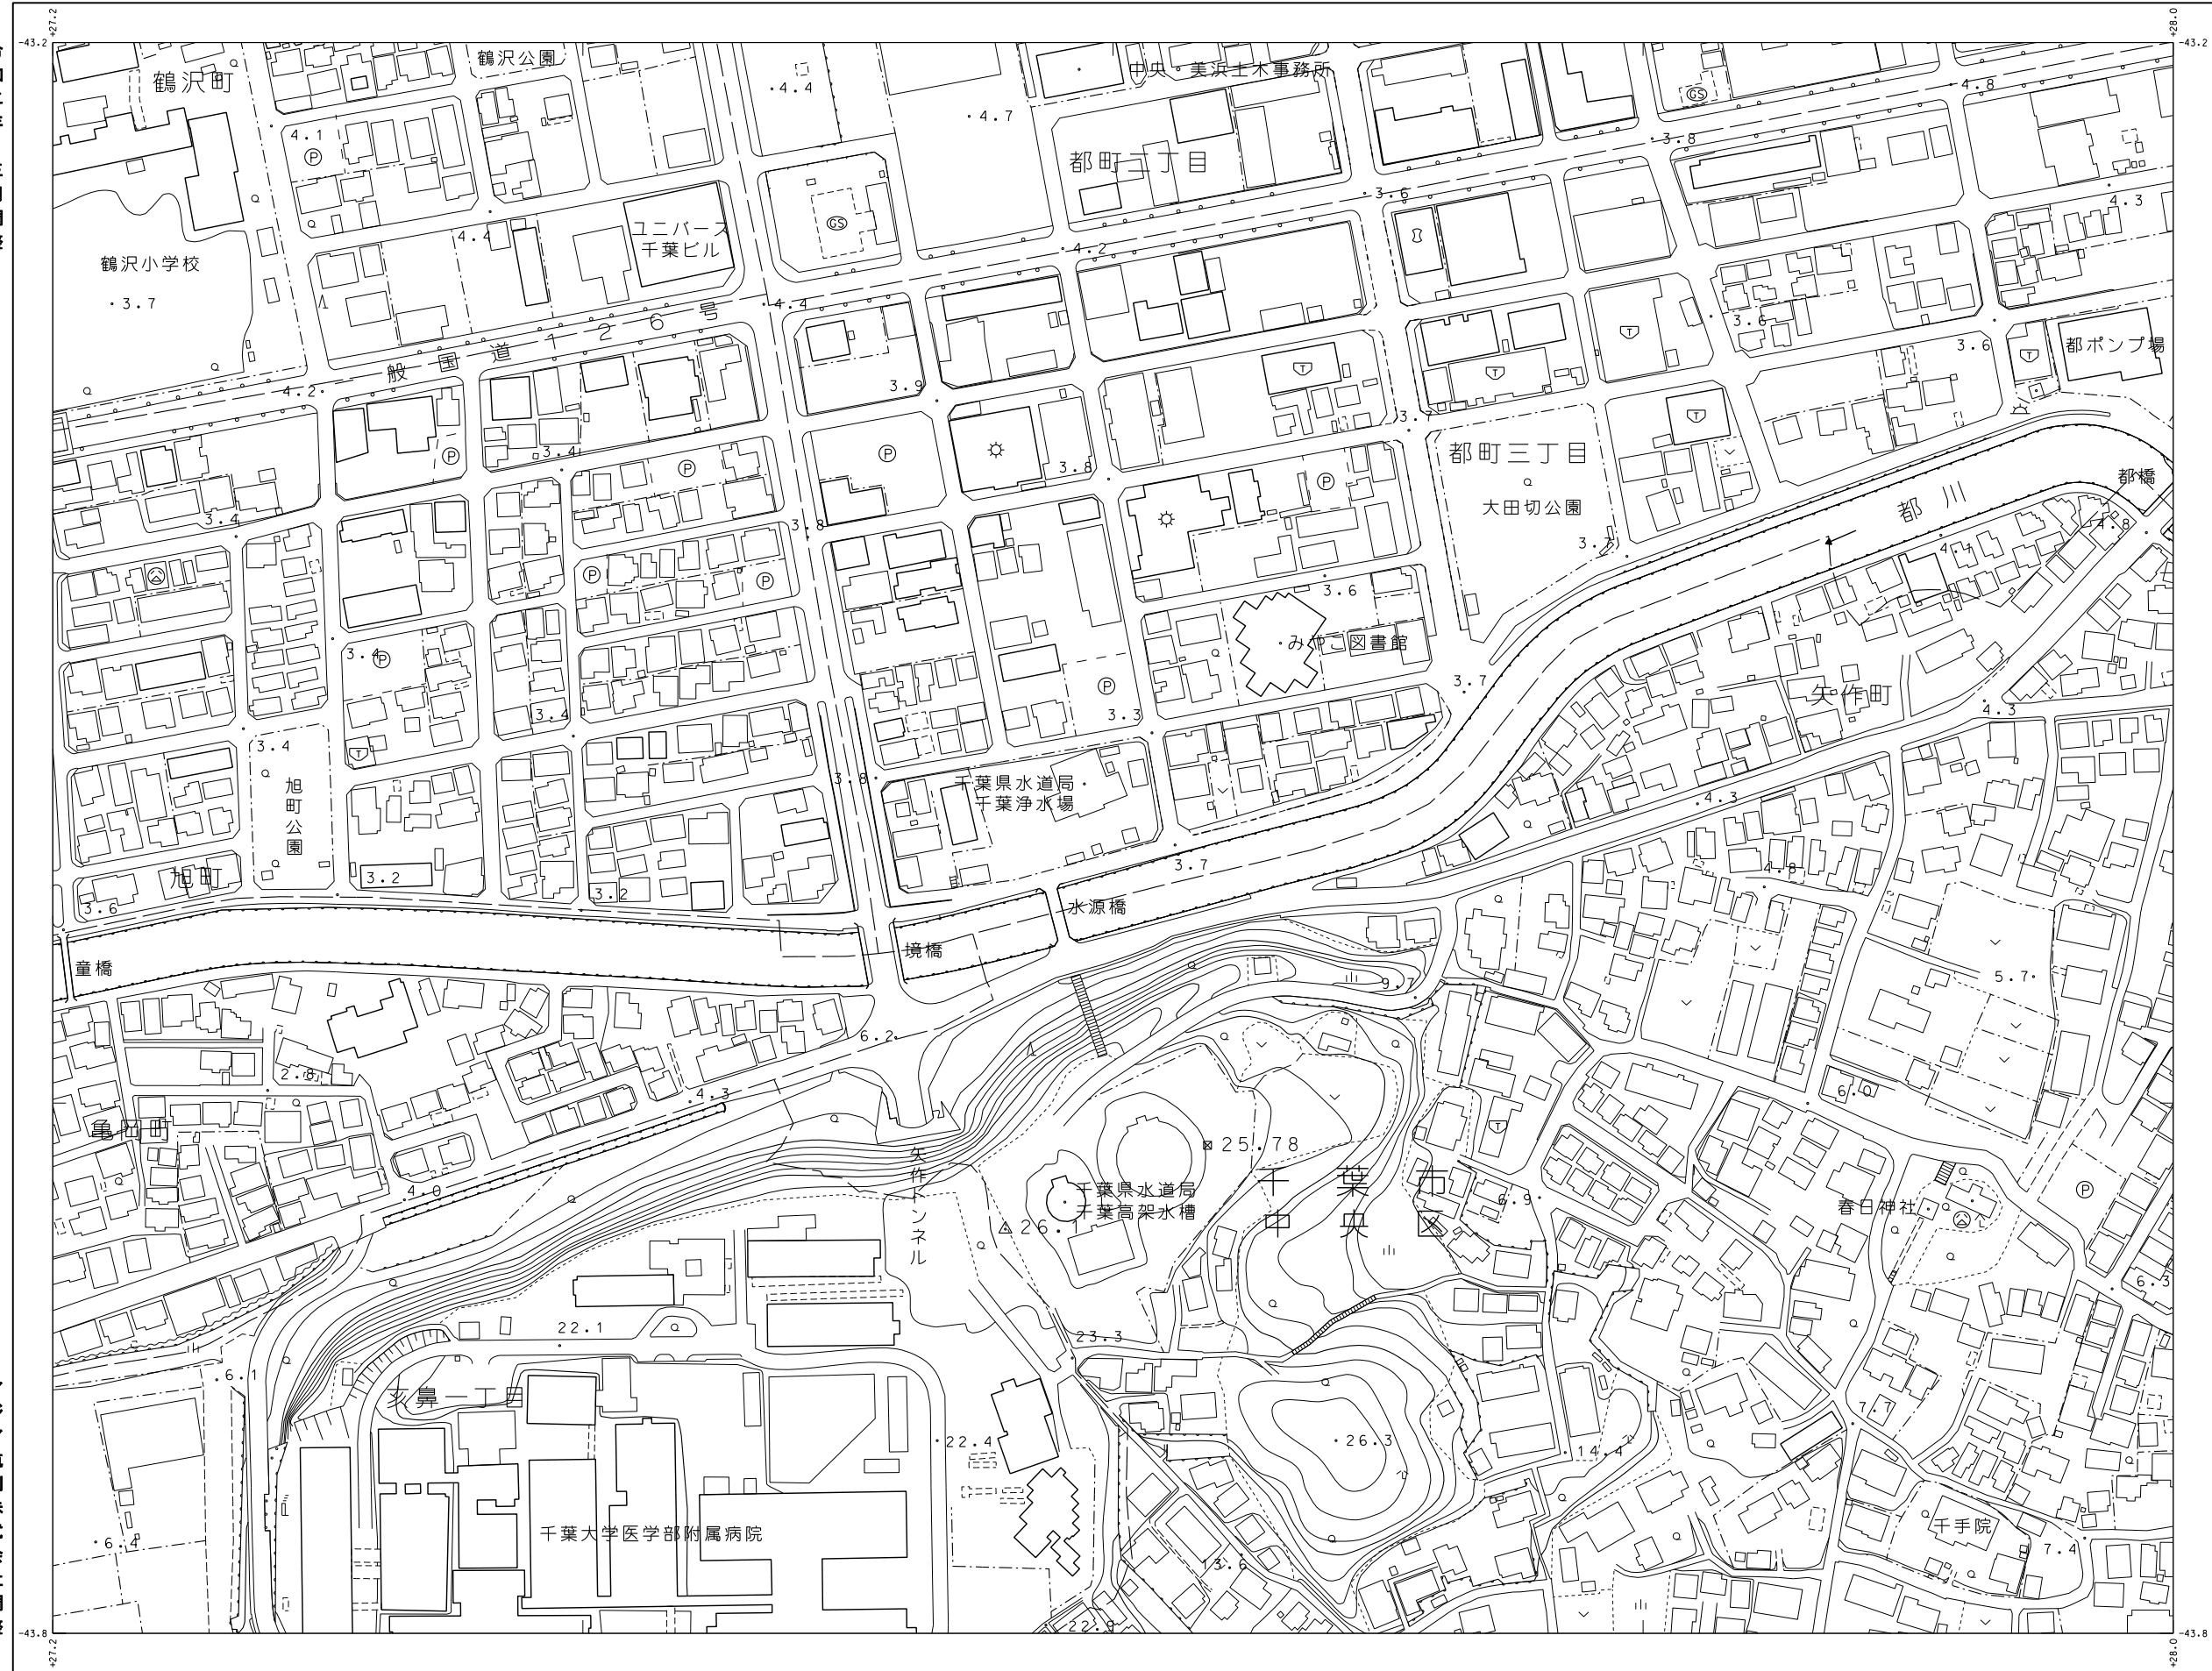 +27.2
+28.0
-43.2
-43.2
鶴沢町
鶴沢公園
中央・美浜土木事務所
4.4
4.7
4.8
GS
4.1
P
都町二丁目
3.8
3.6
4.3
鶴沢小学校
3.7
4.4
ユニバース
千葉ビル
GS
4.2
4.4
3.6
T
3.6
都ポンプ場
T
一般国道126号
4.2
3.9
T
T
3.7
T
3.4
P
P
P
3.8
都町三丁目
大田切公園
都橋
都川
3.4
3.8
P
3.7
4.8
4.1
P
P
3.6
みやこ図書館
3.4
P
P
3.7
矢作町
4.3
3.4
3.3
3.4
T
旭町公園
3.8
千葉県水道局
千葉浄水場
4.3
旭町
3.2
3.2
3.6
3.7
4.8
水源橋
境橋
童橋
9.7
5.7
6.2
2.8
4.3
6.0
亀岡町
T
25.78
矢作トンネル
千葉県水道局
千葉高架水槽
千葉市
中央区
4.0
26.1
6.9
春日神社
P
6.3
22.1
23.3
6.1
亥鼻一丁目
7.7
22.4
26.3
14.4
千葉大学医学部附属病院
6.4
13.6
千手院
7.4
22.9
-43.8
-43.8
+27.2
+28.0